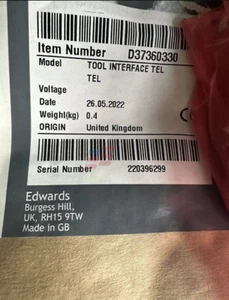 Item Number D37360330
Model TOOL INTERFACE TEL
TEL
Voltage
Date 26.05.2022
Weight(kg) 0.4
ORIGIN United Kingdom
Serial Number 220396299
Edwards
Burgess Hill,
UK, RH15 9TW
Made in GB